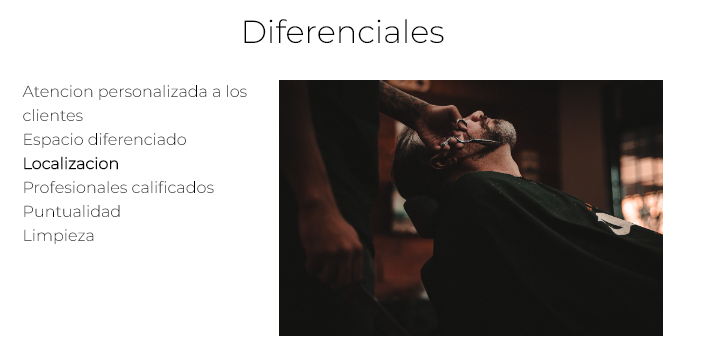 Diferenciales
Atencion personalizada a los
clientes
Espacio diferenciado
Localizacion
Profesionales calificados
Puntualidad
Limpieza